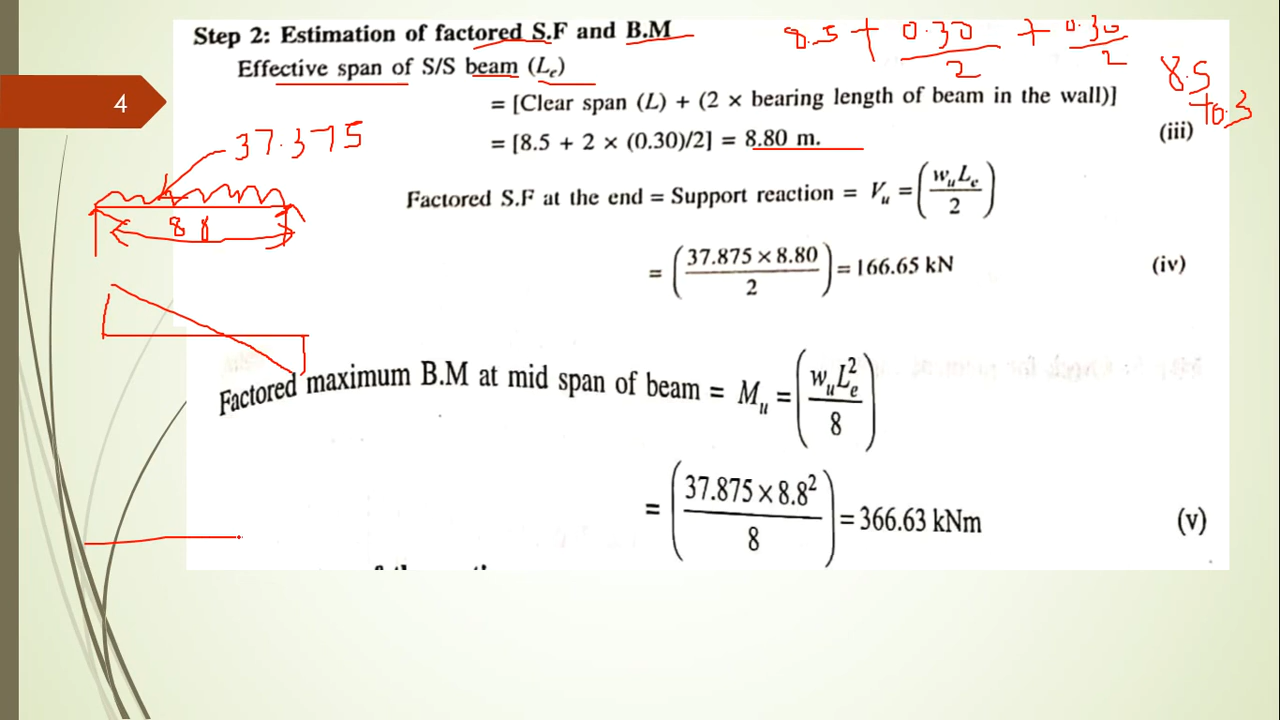 4
Step 2: Estimation of factored S.F and B.M
8.5 + 0.30/2 + 0.30/2
Effective span of S/S beam (Lₑ)
8.5
+0.3
= [Clear span (L) + (2 × bearing length of beam in the wall)]
= [8.5 + 2 × (0.30)/2] = 8.80 m. (iii)
37.375
8 8
Factored S.F at the end = Support reaction = Vᵤ = (wᵤLₑ/2)
= (37.875 × 8.80/2) = 166.65 kN (iv)
Factored maximum B.M at mid span of beam = Mᵤ = (wᵤLₑ²/8)
= (37.875 × 8.8²/8) = 366.63 kNm (v)